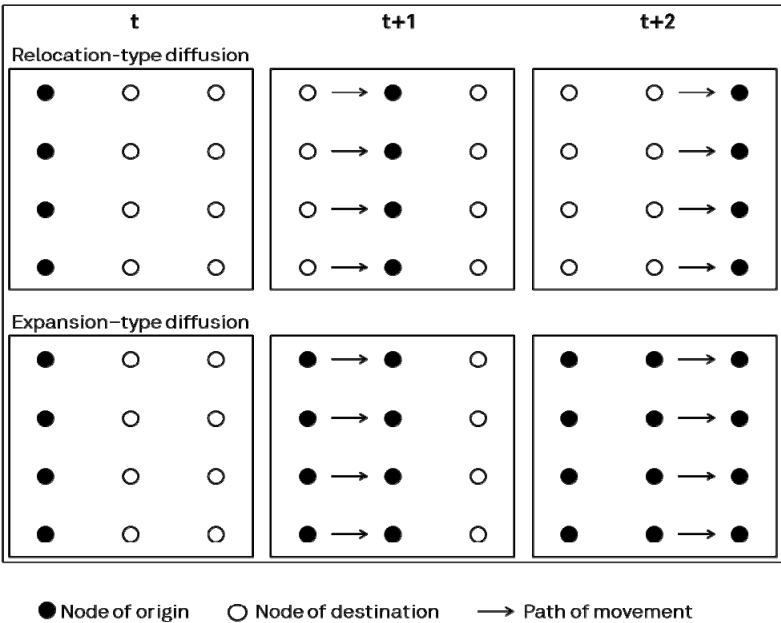 t t+1 t+2
Relocation-type diffusion
Expansion-type diffusion
Node of origin Node of destination Path of movement